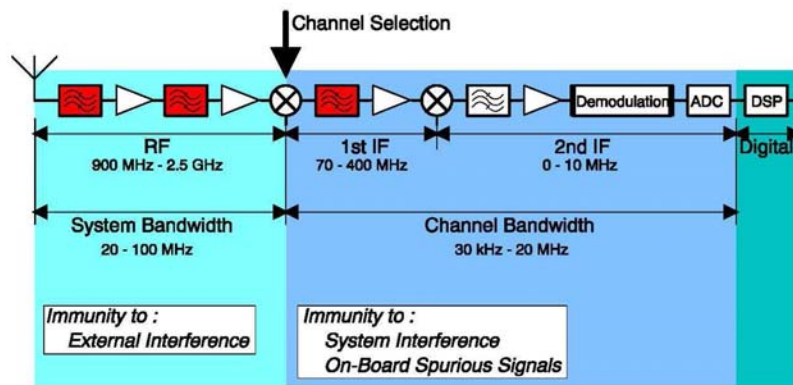 Channel Selection
Demodulation
ADC
DSP
RF
900 MHz - 2.5 GHz
1st IF
70 - 400 MHz
2nd IF
0 - 10 MHz
Digital
System Bandwidth
20 - 100 MHz
Channel Bandwidth
30 kHz - 20 MHz
Immunity to :
External Interference
Immunity to :
System Interference
On-Board Spurious Signals